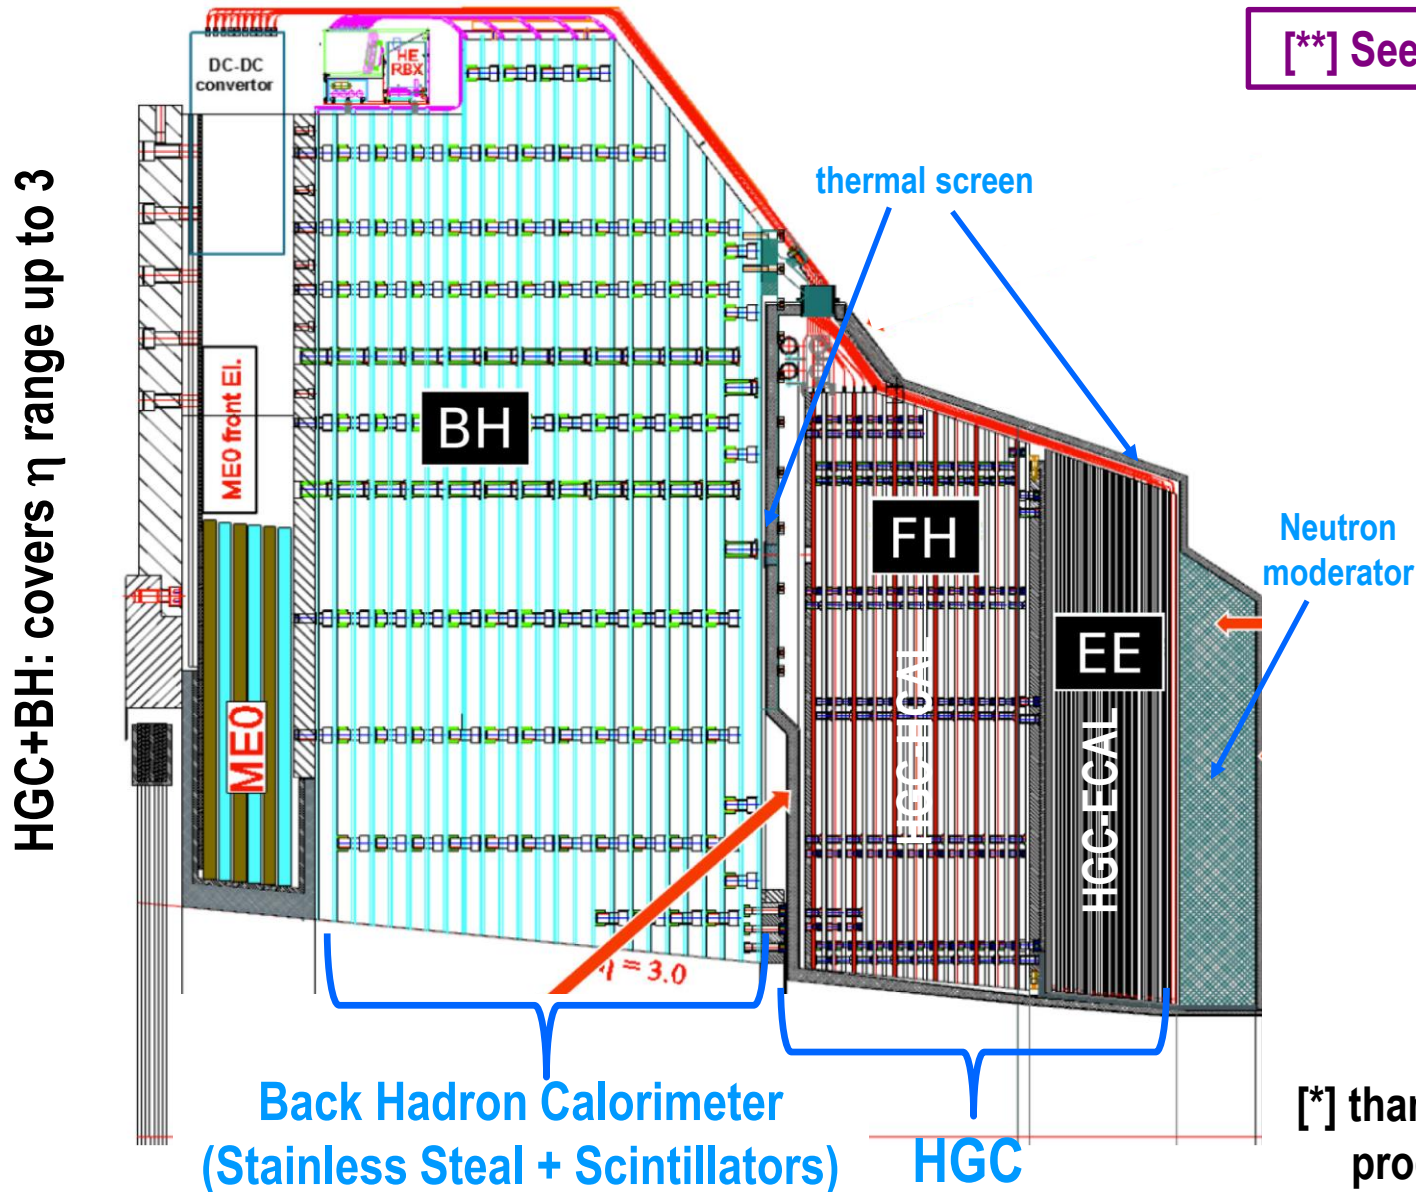 [**] See
DC-DC
convertor
HE
RBX
thermal screen
HGC+BH: covers η range up to 3
ME0 front El.
BH
FH
Neutron
moderator
EE
HGC-HCAl
HGC-ECAL
ME0
η = 3.0
Back Hadron Calorimeter
(Stainless Steal + Scintillators)
HGC
[*] than
pro